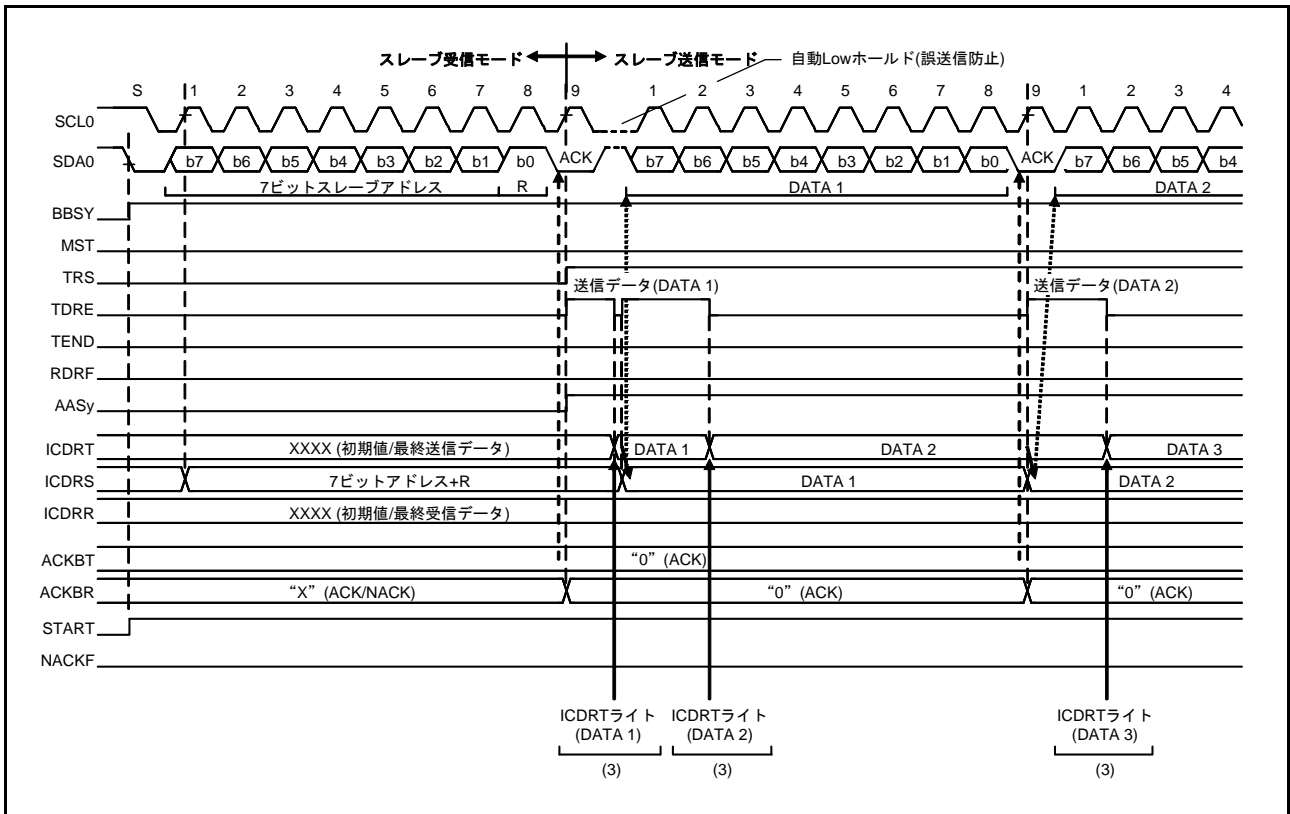 スレーブ受信モード スレーブ送信モード 自動Lowホールド(誤送信防止)
S 1 2 3 4 5 6 7 8 9 1 2 3 4 5 6 7 8 9 1 2 3 4
SCL0
SDA0 b7 b6 b5 b4 b3 b2 b1 b0 ACK b7 b6 b5 b4 b3 b2 b1 b0 ACK b7 b6 b5 b4
7ビットスレーブアドレス R DATA 1 DATA 2
BBSY
MST
TRS
送信データ(DATA 1) 送信データ(DATA 2)
TDRE
TEND
RDRF
AASy
ICDRT XXXX (初期値/最終送信データ) DATA 1 DATA 2 DATA 3
ICDRS 7ビットアドレス+R DATA 1 DATA 2
ICDRR XXXX (初期値/最終受信データ)
ACKBT “0” (ACK)
ACKBR “X” (ACK/NACK) “0” (ACK) “0” (ACK)
START
NACKF
ICDRTライト ICDRTライト ICDRTライト
(DATA 1) (DATA 2) (DATA 3)
(3) (3) (3)